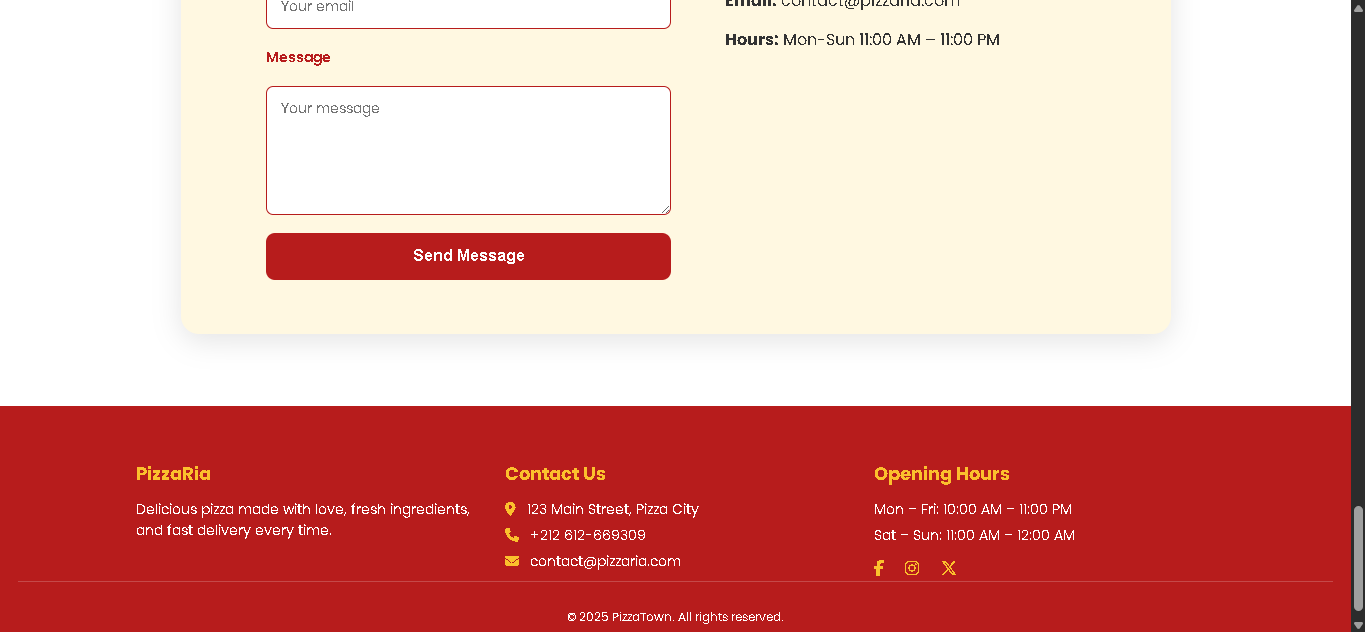 Your email
Message
Your message
Send Message
Email: contact@pizzaria.com
Hours: Mon-Sun 11:00 AM – 11:00 PM
PizzaRia
Delicious pizza made with love, fresh ingredients,
and fast delivery every time.
Contact Us
123 Main Street, Pizza City
+212 612-669309
contact@pizzaria.com
Opening Hours
Mon – Fri: 10:00 AM – 11:00 PM
Sat – Sun: 11:00 AM – 12:00 AM
© 2025 PizzaTown. All rights reserved.